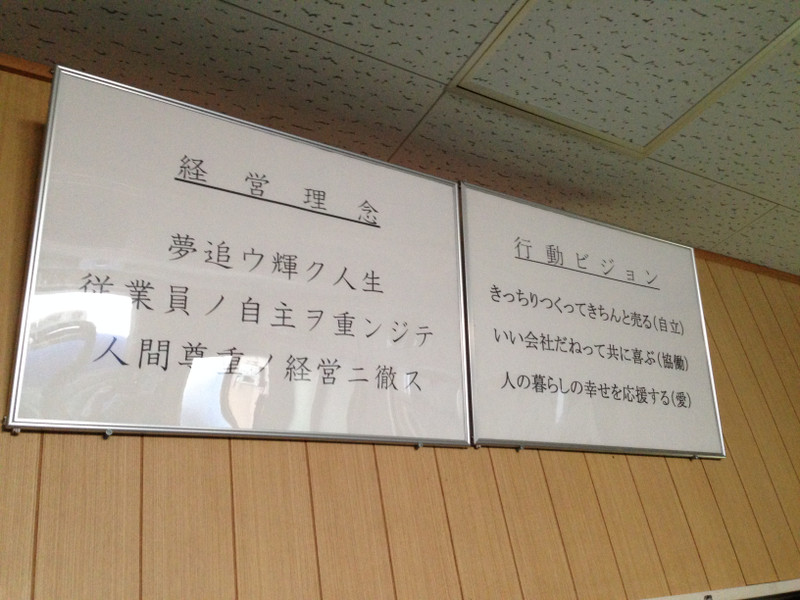 経営理念
夢追ウ輝ク人生
従業員ノ自主ヲ重ンジテ
人間尊重ノ経営ニ徹ス
行動ビジョン
きっちりつくってきちんと売る(自立)
いい会社だねって共に喜ぶ(協働)
人の暮らしの幸せを応援する(愛)